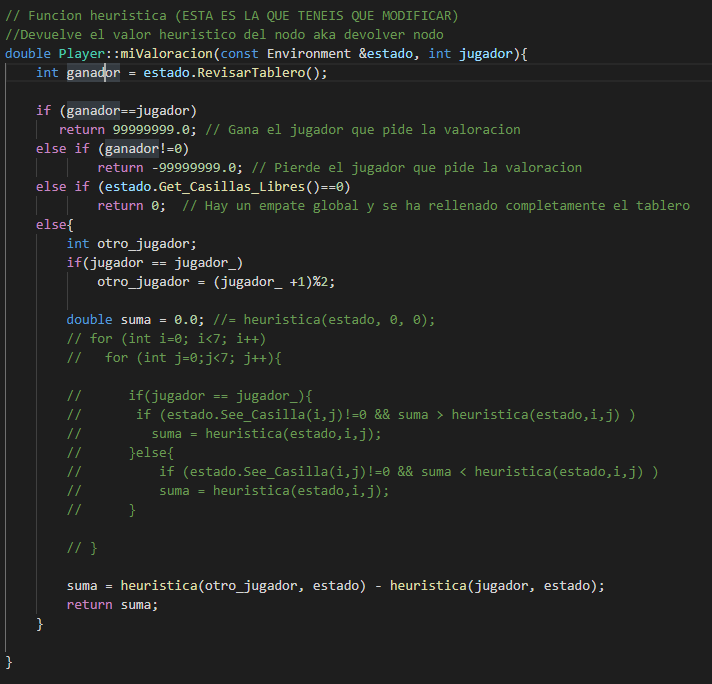 // Funcion heuristica (ESTA ES LA QUE TENEIS QUE MODIFICAR)
//Devuelve el valor heuristico del nodo aka devolver nodo
double Player::miValoracion(const Environment &estado, int jugador){
    int ganador = estado.RevisarTablero();

    if (ganador==jugador)
       return 99999999.0; // Gana el jugador que pide la valoracion
    else if (ganador!=0)
            return -99999999.0; // Pierde el jugador que pide la valoracion
    else if (estado.Get_Casillas_Libres()==0)
            return 0;  // Hay un empate global y se ha rellenado completamente el tablero
    else{
        int otro_jugador;
        if(jugador == jugador_)
            otro_jugador = (jugador_ +1)%2;

        double suma = 0.0; //= heuristica(estado, 0, 0);
        // for (int i=0; i<7; i++)
        //   for (int j=0;j<7; j++){

        //      if(jugador == jugador_){
        //       if (estado.See_Casilla(i,j)!=0 && suma > heuristica(estado,i,j) )
        //         suma = heuristica(estado,i,j);
        //      }else{
        //          if (estado.See_Casilla(i,j)!=0 && suma < heuristica(estado,i,j) )
        //          suma = heuristica(estado,i,j);
        //      }

        // }

        suma = heuristica(otro_jugador, estado) - heuristica(jugador, estado);
        return suma;
    }

}